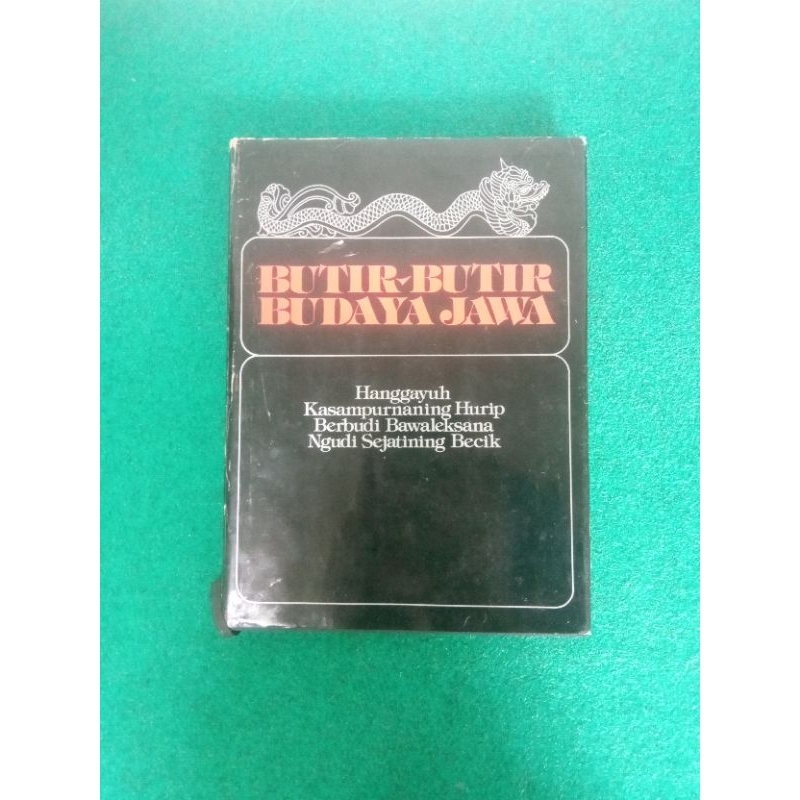 BUTIR-BUTIR
BUDAYA JAWA
Hanggayuh
Kasampurnaning Hurip
Berbudi Bawaleksana
Ngudi Sejatining Becik